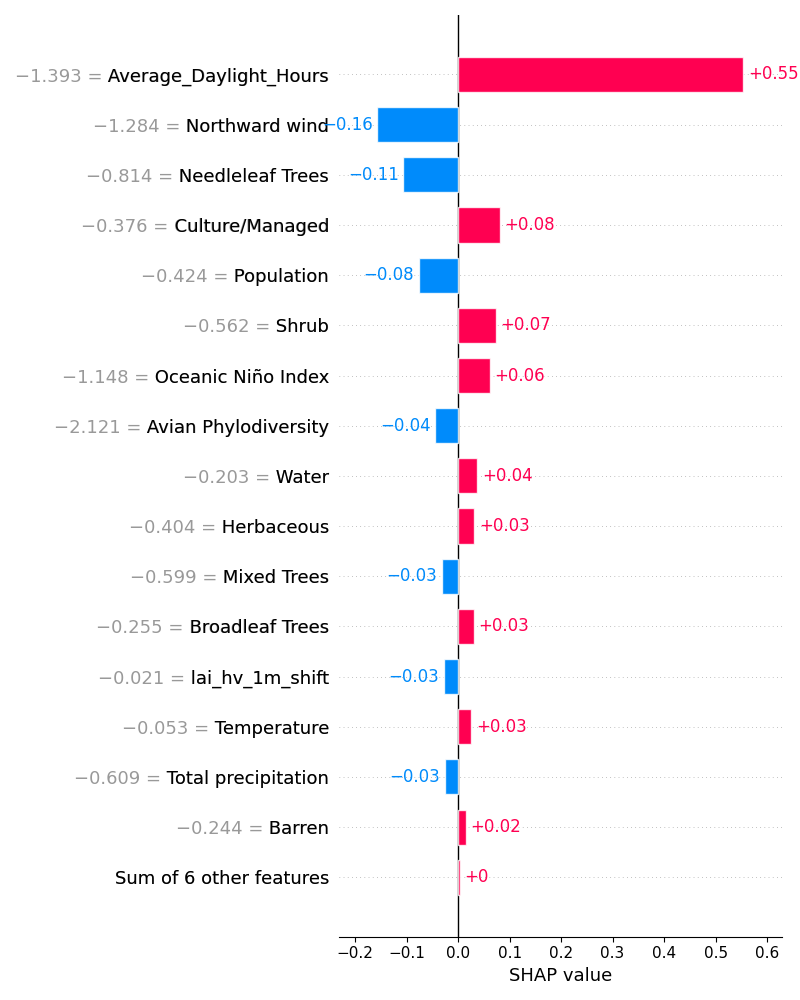 −1.393 = Average_Daylight_Hours +0.55
−1.284 = Northward wind −0.16
−0.814 = Needleleaf Trees −0.11
−0.376 = Culture/Managed +0.08
−0.424 = Population −0.08
−0.562 = Shrub +0.07
−1.148 = Oceanic Niño Index +0.06
−2.121 = Avian Phylodiversity −0.04
−0.203 = Water +0.04
−0.404 = Herbaceous +0.03
−0.599 = Mixed Trees −0.03
−0.255 = Broadleaf Trees +0.03
−0.021 = lai_hv_1m_shift −0.03
−0.053 = Temperature +0.03
−0.609 = Total precipitation −0.03
−0.244 = Barren +0.02
Sum of 6 other features +0
−0.2 −0.1 0.0 0.1 0.2 0.3 0.4 0.5 0.6
SHAP value